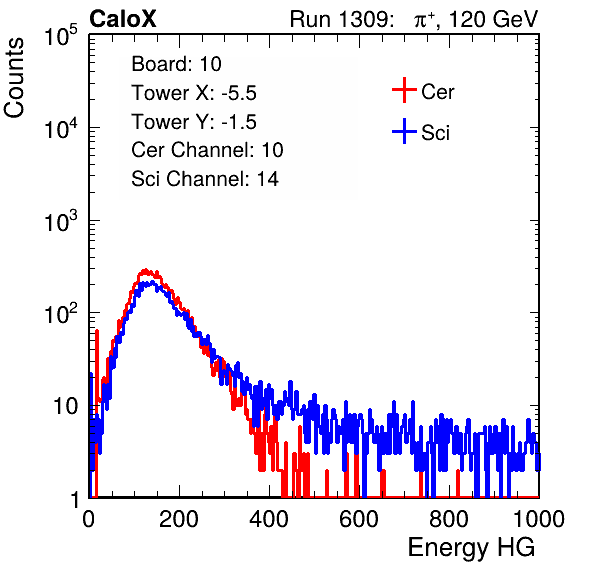 CaloX Run 1309: π⁺, 120 GeV
Counts
10⁵
10⁴
10³
10²
10
1
Board: 10
Tower X: -5.5
Tower Y: -1.5
Cer Channel: 10
Sci Channel: 14
Cer
Sci
0 200 400 600 800 1000
Energy HG